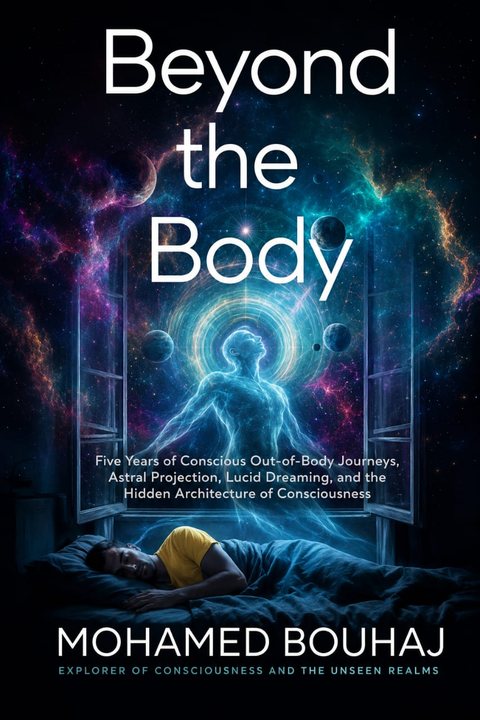 Beyond
the
Body
Five Years of Conscious Out-of-Body Journeys,
Astral Projection, Lucid Dreaming, and the
Hidden Architecture of Consciousness
MOHAMED BOUHAJ
EXPLORER OF CONSCIOUSNESS AND THE UNSEEN REALMS